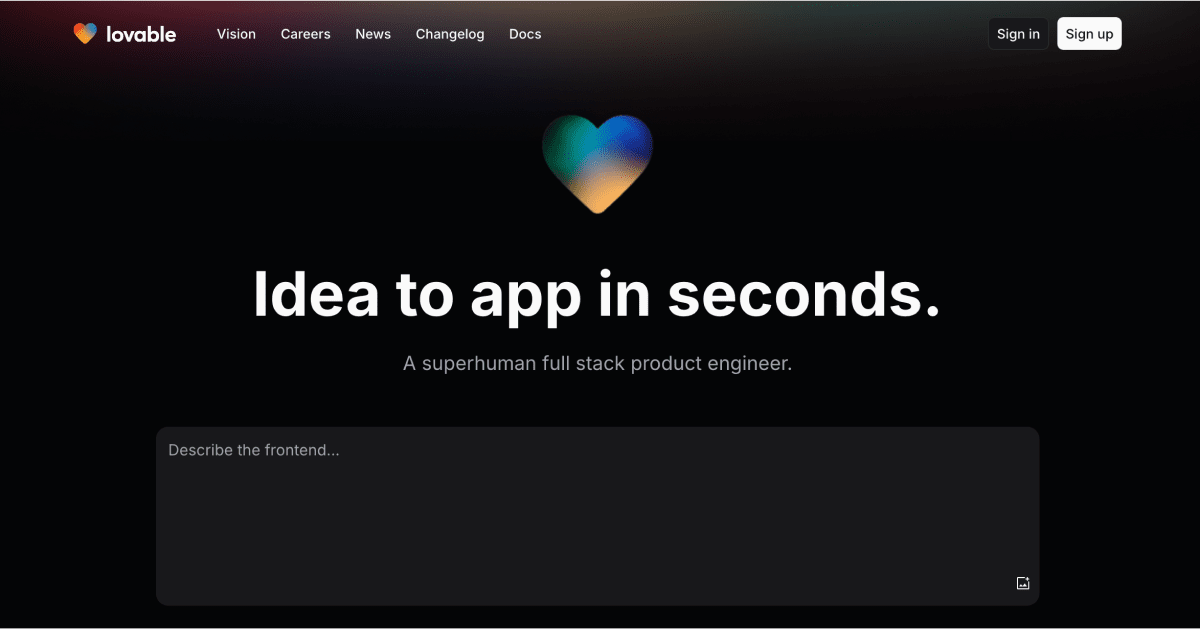 lovable Vision Careers News Changelog Docs Sign in Sign up
Idea to app in seconds.
A superhuman full stack product engineer.
Describe the frontend...